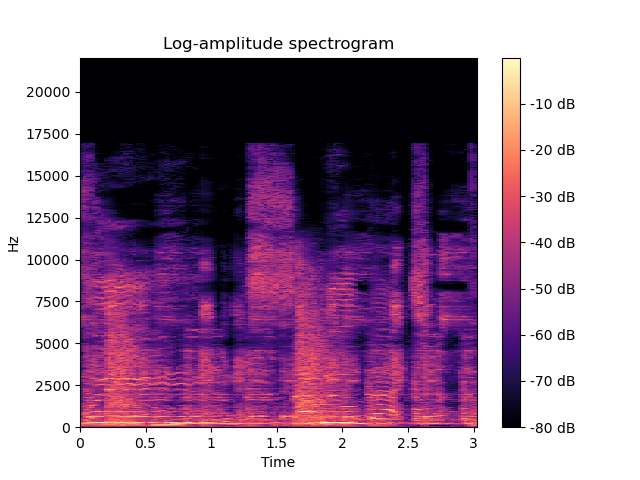 Log-amplitude spectrogram
20000
17500
15000
12500
10000
7500
5000
2500
0
Hz
0 0.5 1 1.5 2 2.5 3
Time
-10 dB
-20 dB
-30 dB
-40 dB
-50 dB
-60 dB
-70 dB
-80 dB